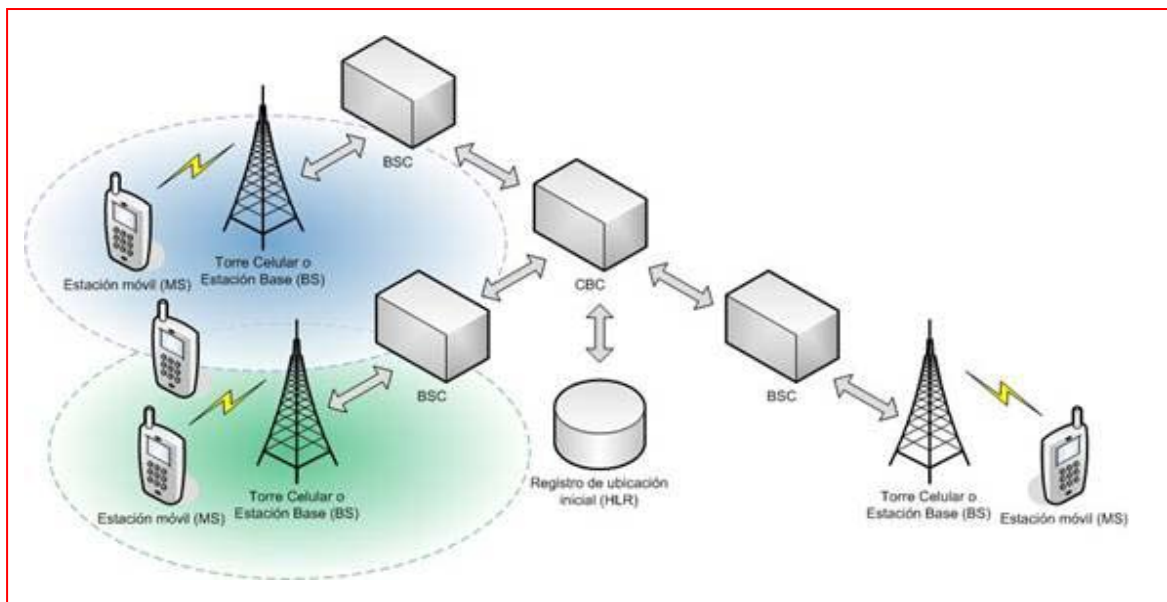 BSC
CBC
Torre Celular o
Estación Base (BS)
Estación móvil (MS)
BSC
BSC
Registro de ubicación
inicial (HLR)
Torre Celular o
Estación Base (BS)
Estación móvil (MS)
Torre Celular o
Estación Base (BS)
Estación móvil (MS)